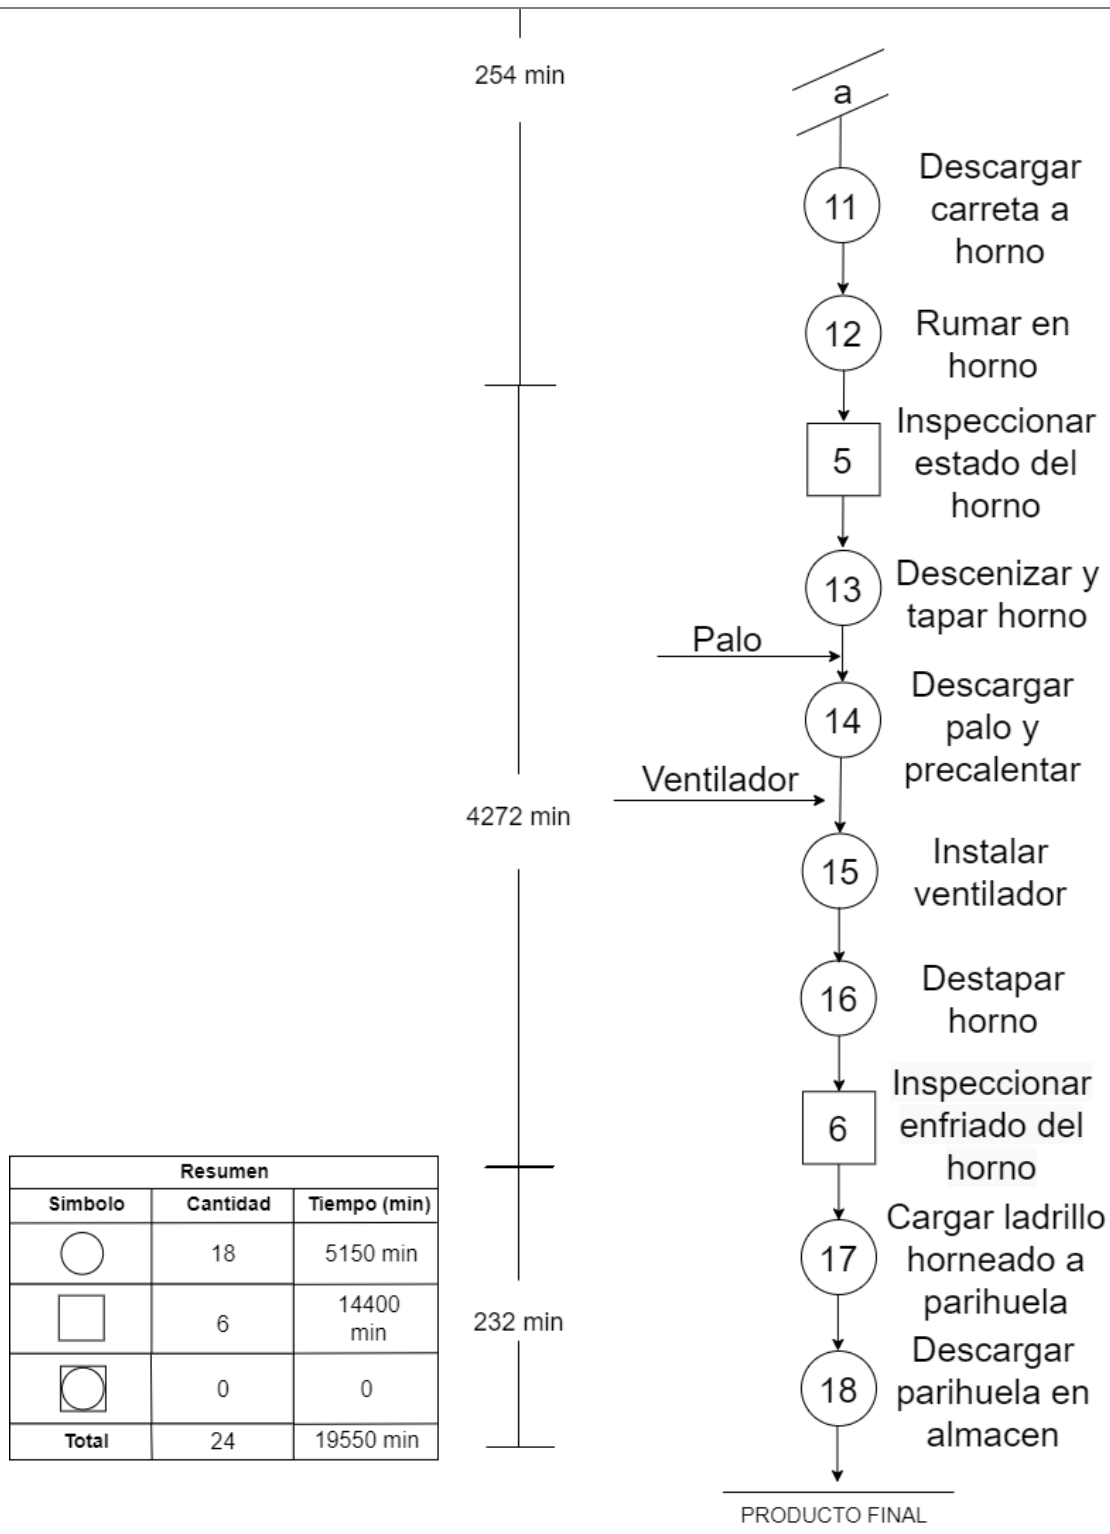 254 min
a
11
Descargar
carreta a
horno
12
Rumar en
horno
5
Inspeccionar
estado del
horno
13
Descenizar y
tapar horno
Palo
14
Descargar
palo y
precalentar
Ventilador
4272 min
15
Instalar
ventilador
16
Destapar
horno
6
Inspeccionar
enfriado del
horno
17
Cargar ladrillo
horneado a
parihuela
232 min
18
Descargar
parihuela en
almacen
PRODUCTO FINAL
Resumen
Simbolo Cantidad Tiempo (min)
18 5150 min
6 14400
min
0 0
Total 24 19550 min